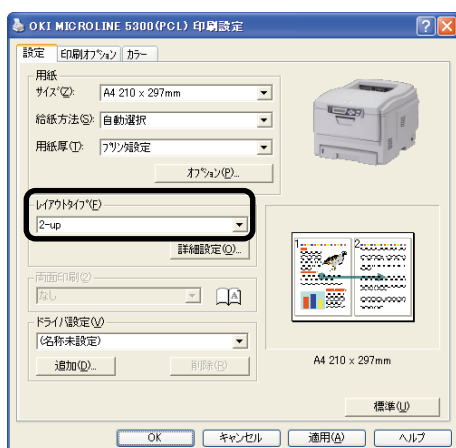 OKI MICROLINE 5300(PCL) 印刷設定
設定 印刷ｵﾌﾟｼｮﾝ ｶﾗｰ
用紙
ｻｲｽﾞ(Z): A4 210 x 297mm
給紙方法(S): 自動選択
用紙厚(T): ﾌﾟﾘﾝﾀ設定
ｵﾌﾟｼｮﾝ(P)...
ﾚｲｱｳﾄﾀｲﾌﾟ(E)
2-up
詳細設定(O)...
両面印刷(2)
なし
A
ﾄﾞﾗｲﾊﾞ設定(V)
(名称未設定)
追加(D)...
削除(R)
1
2
A4 210 x 297mm
標準(U)
OK
ｷｬﾝｾﾙ
適用(A)
ﾍﾙﾌﾟ